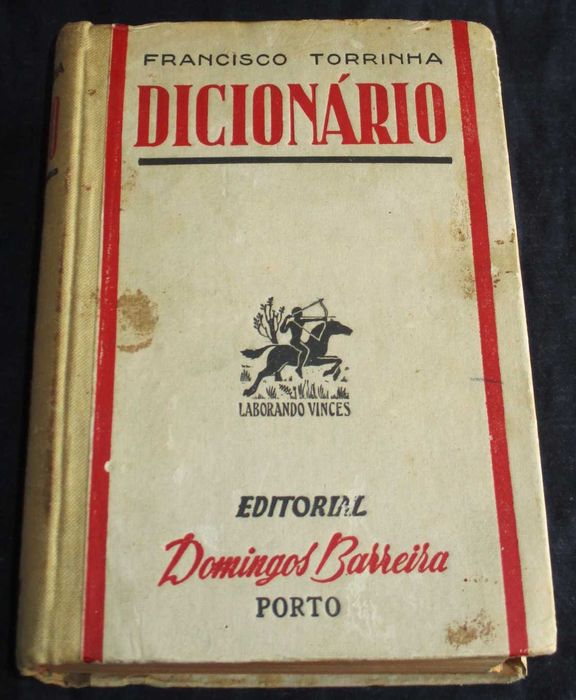 FRANCISCO TORRINHA
DICIONÁRIO
LABORANDO VINCES
EDITORIAL
Domingos Barreira
PORTO